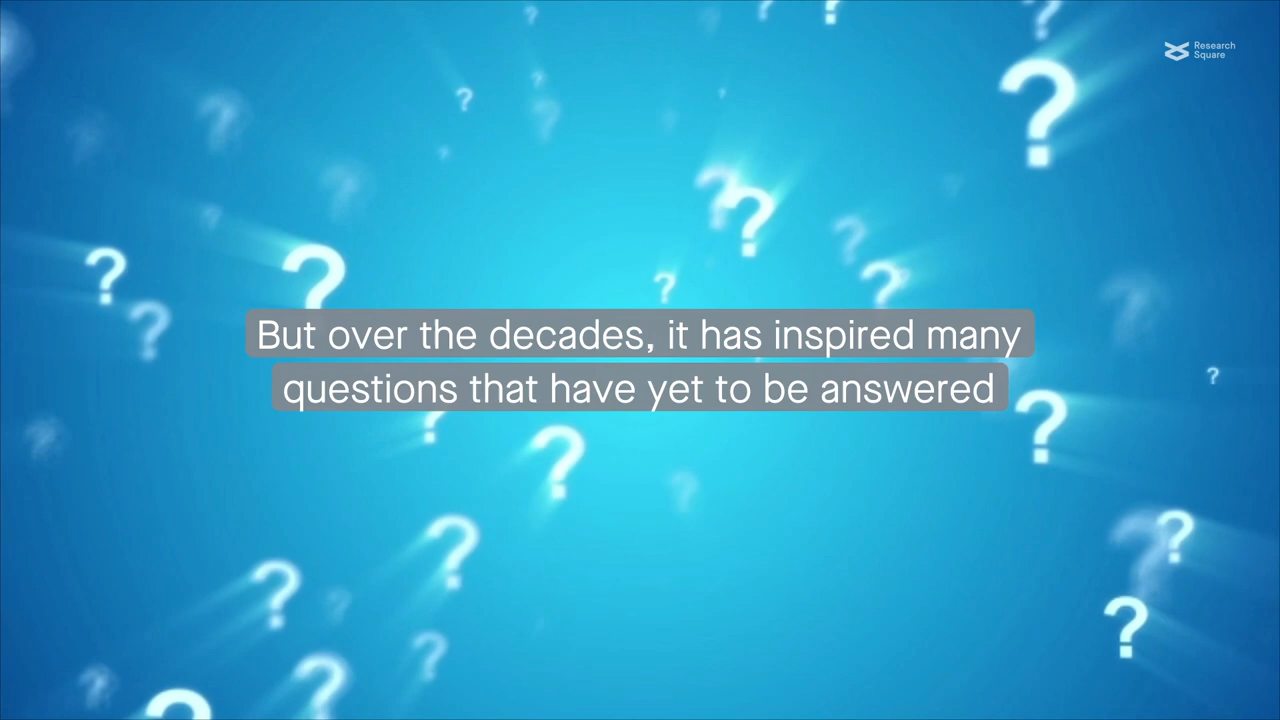 Research
Square
But over the decades, it has inspired many
questions that have yet to be answered